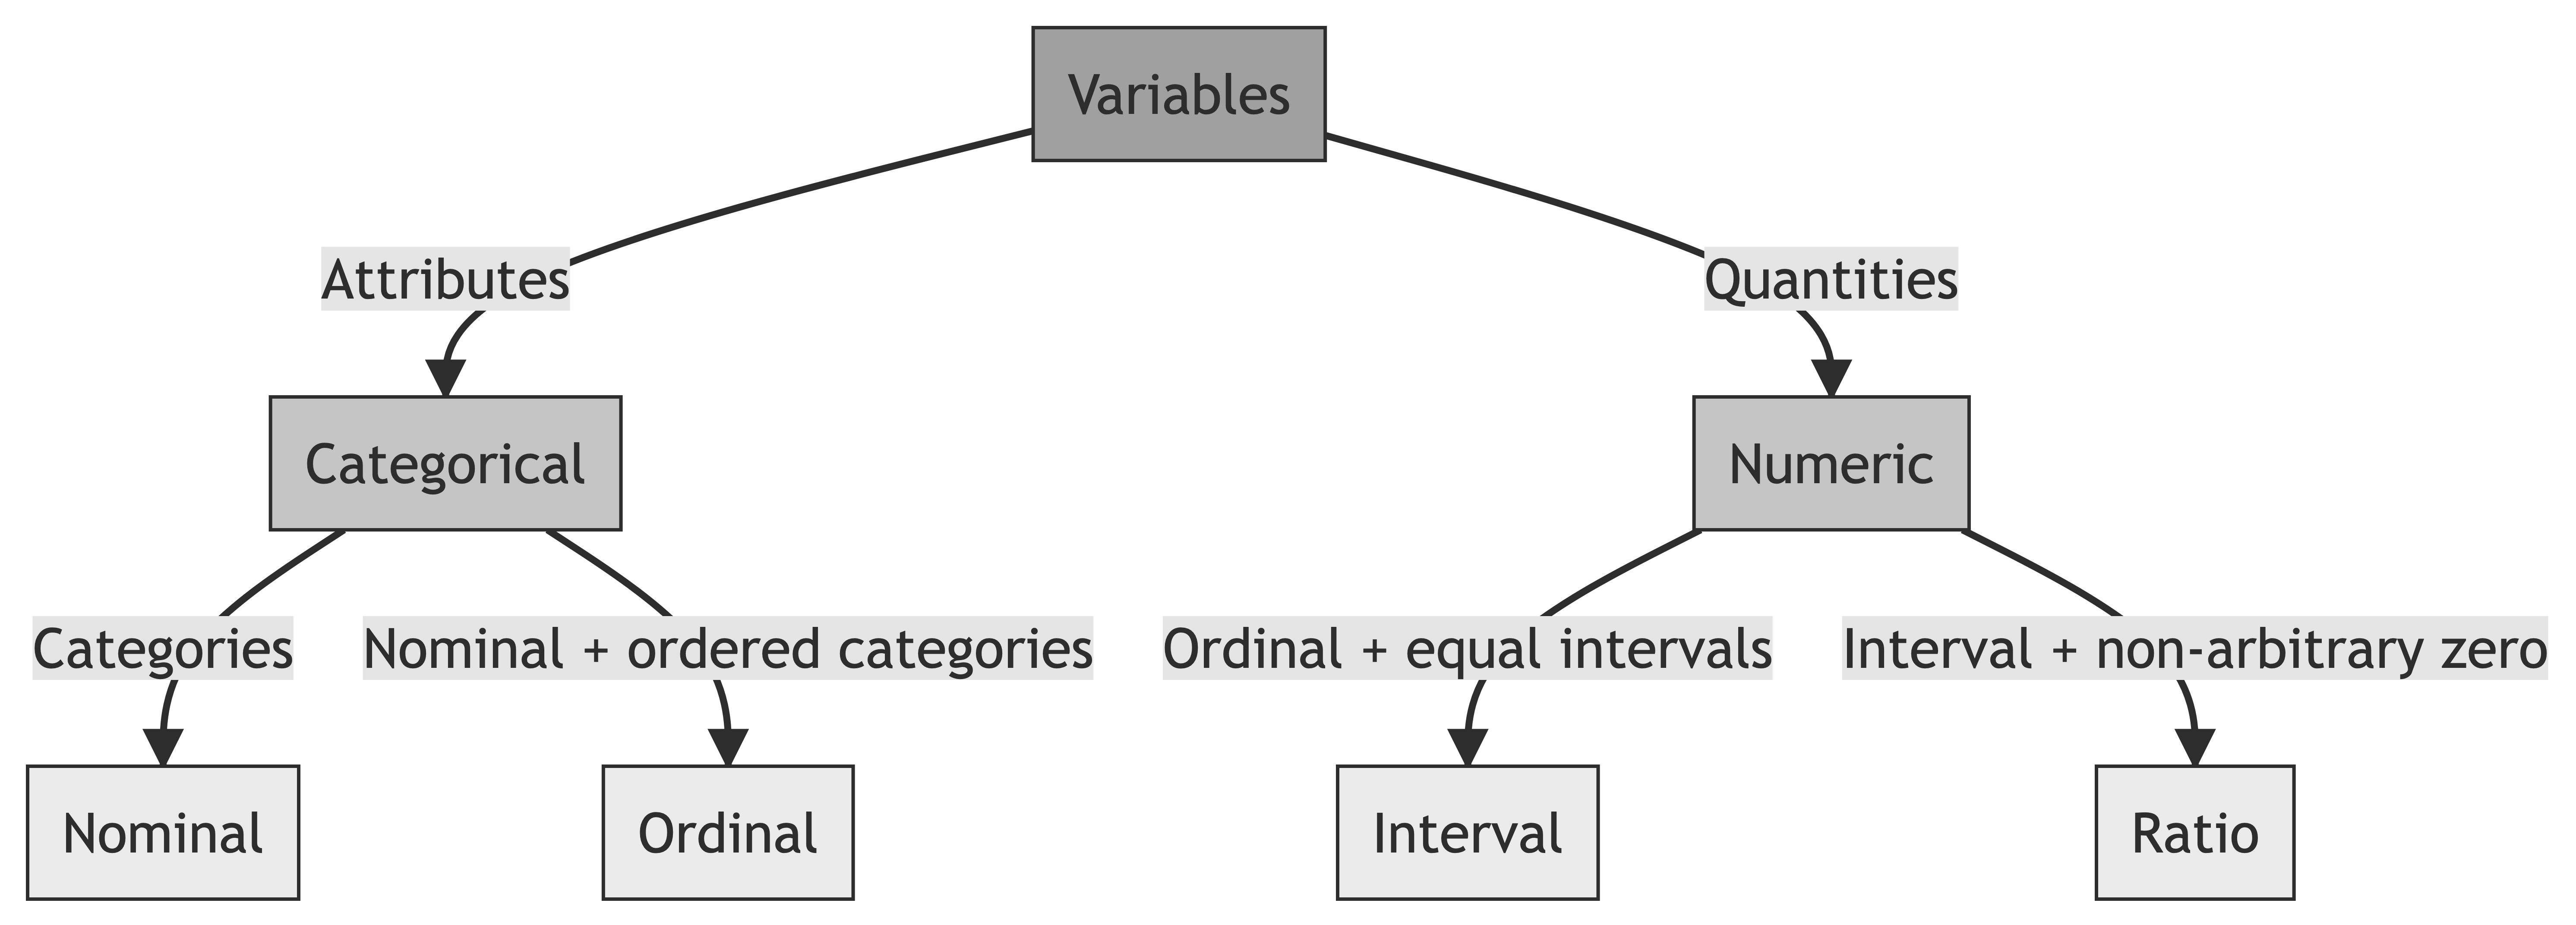 Variables
Attributes
Quantities
Categorical
Numeric
Categories
Nominal + ordered categories
Ordinal + equal intervals
Interval + non-arbitrary zero
Nominal
Ordinal
Interval
Ratio